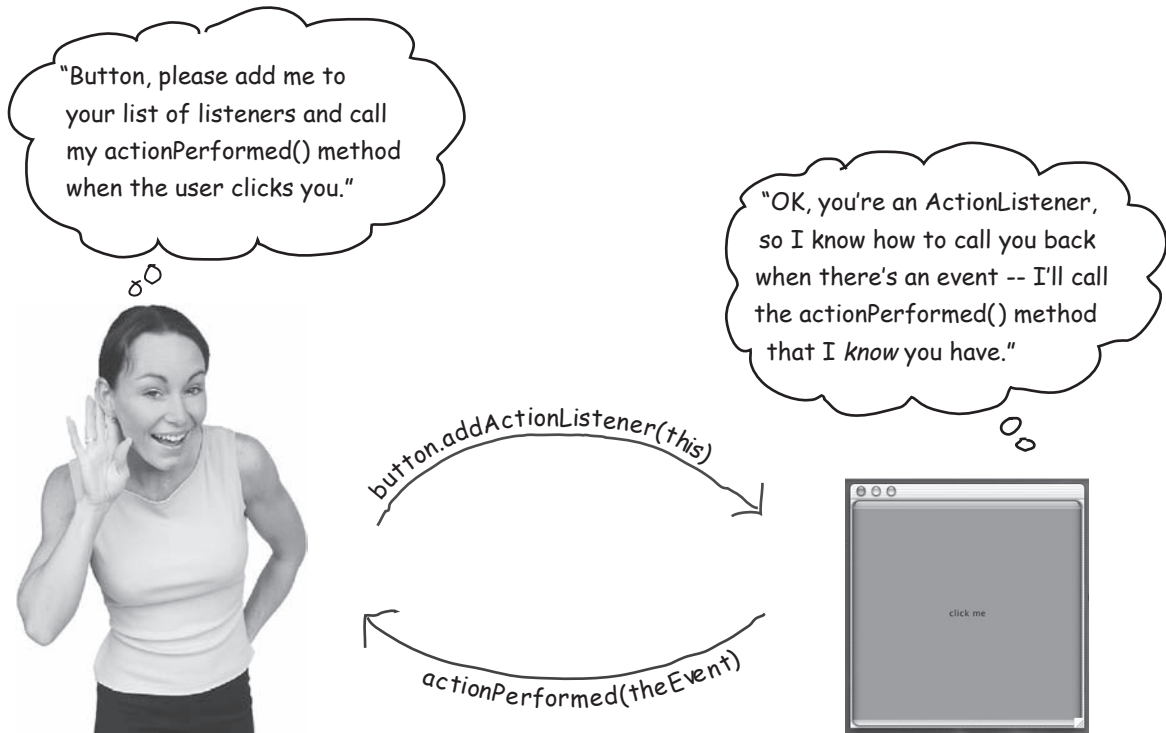 “Button, please add me to
your list of listeners and call
my actionPerformed() method
when the user clicks you.”
“OK, you’re an ActionListener,
so I know how to call you back
when there’s an event -- I’ll call
the actionPerformed() method
that I know you have.”
button.addActionListener(this)
click me
actionPerformed(theEvent)